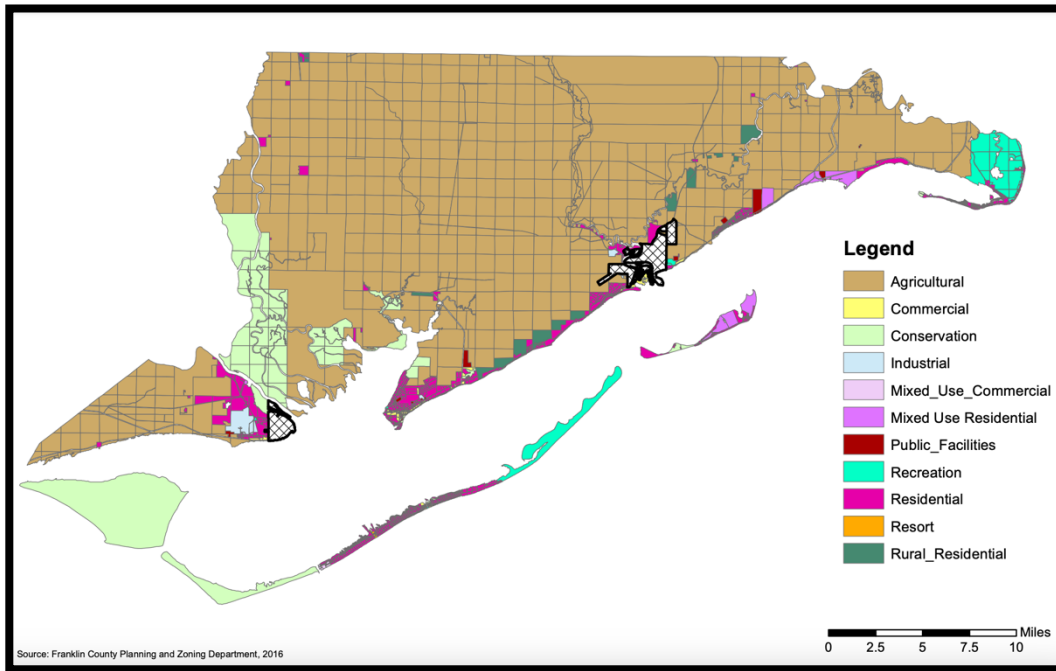 Legend
Agricultural
Commercial
Conservation
Industrial
Mixed_Use_Commercial
Mixed Use Residential
Public_Facilities
Recreation
Residential
Resort
Rural_Residential
Miles
0 2.5 5 7.5 10
Source: Franklin County Planning and Zoning Department, 2016